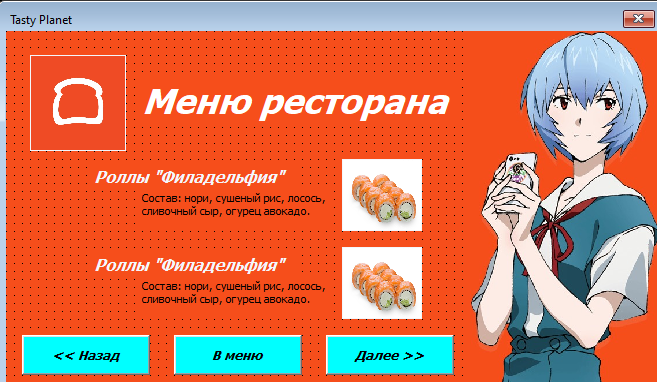 Tasty Planet
Меню ресторана
Роллы "Филадельфия"
Состав: нори, сушеный рис, лосось,
сливочный сыр, огурец авокадо.
Роллы "Филадельфия"
Состав: нори, сушеный рис, лосось,
сливочный сыр, огурец авокадо.
<< Назад
В меню
Далее >>